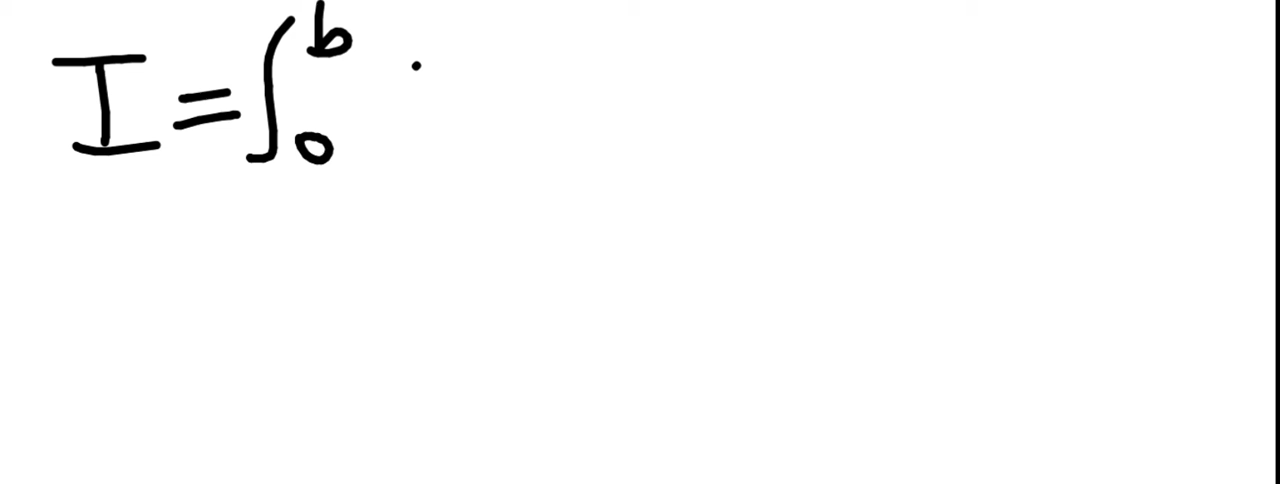 I = ∫₀ᵇ .